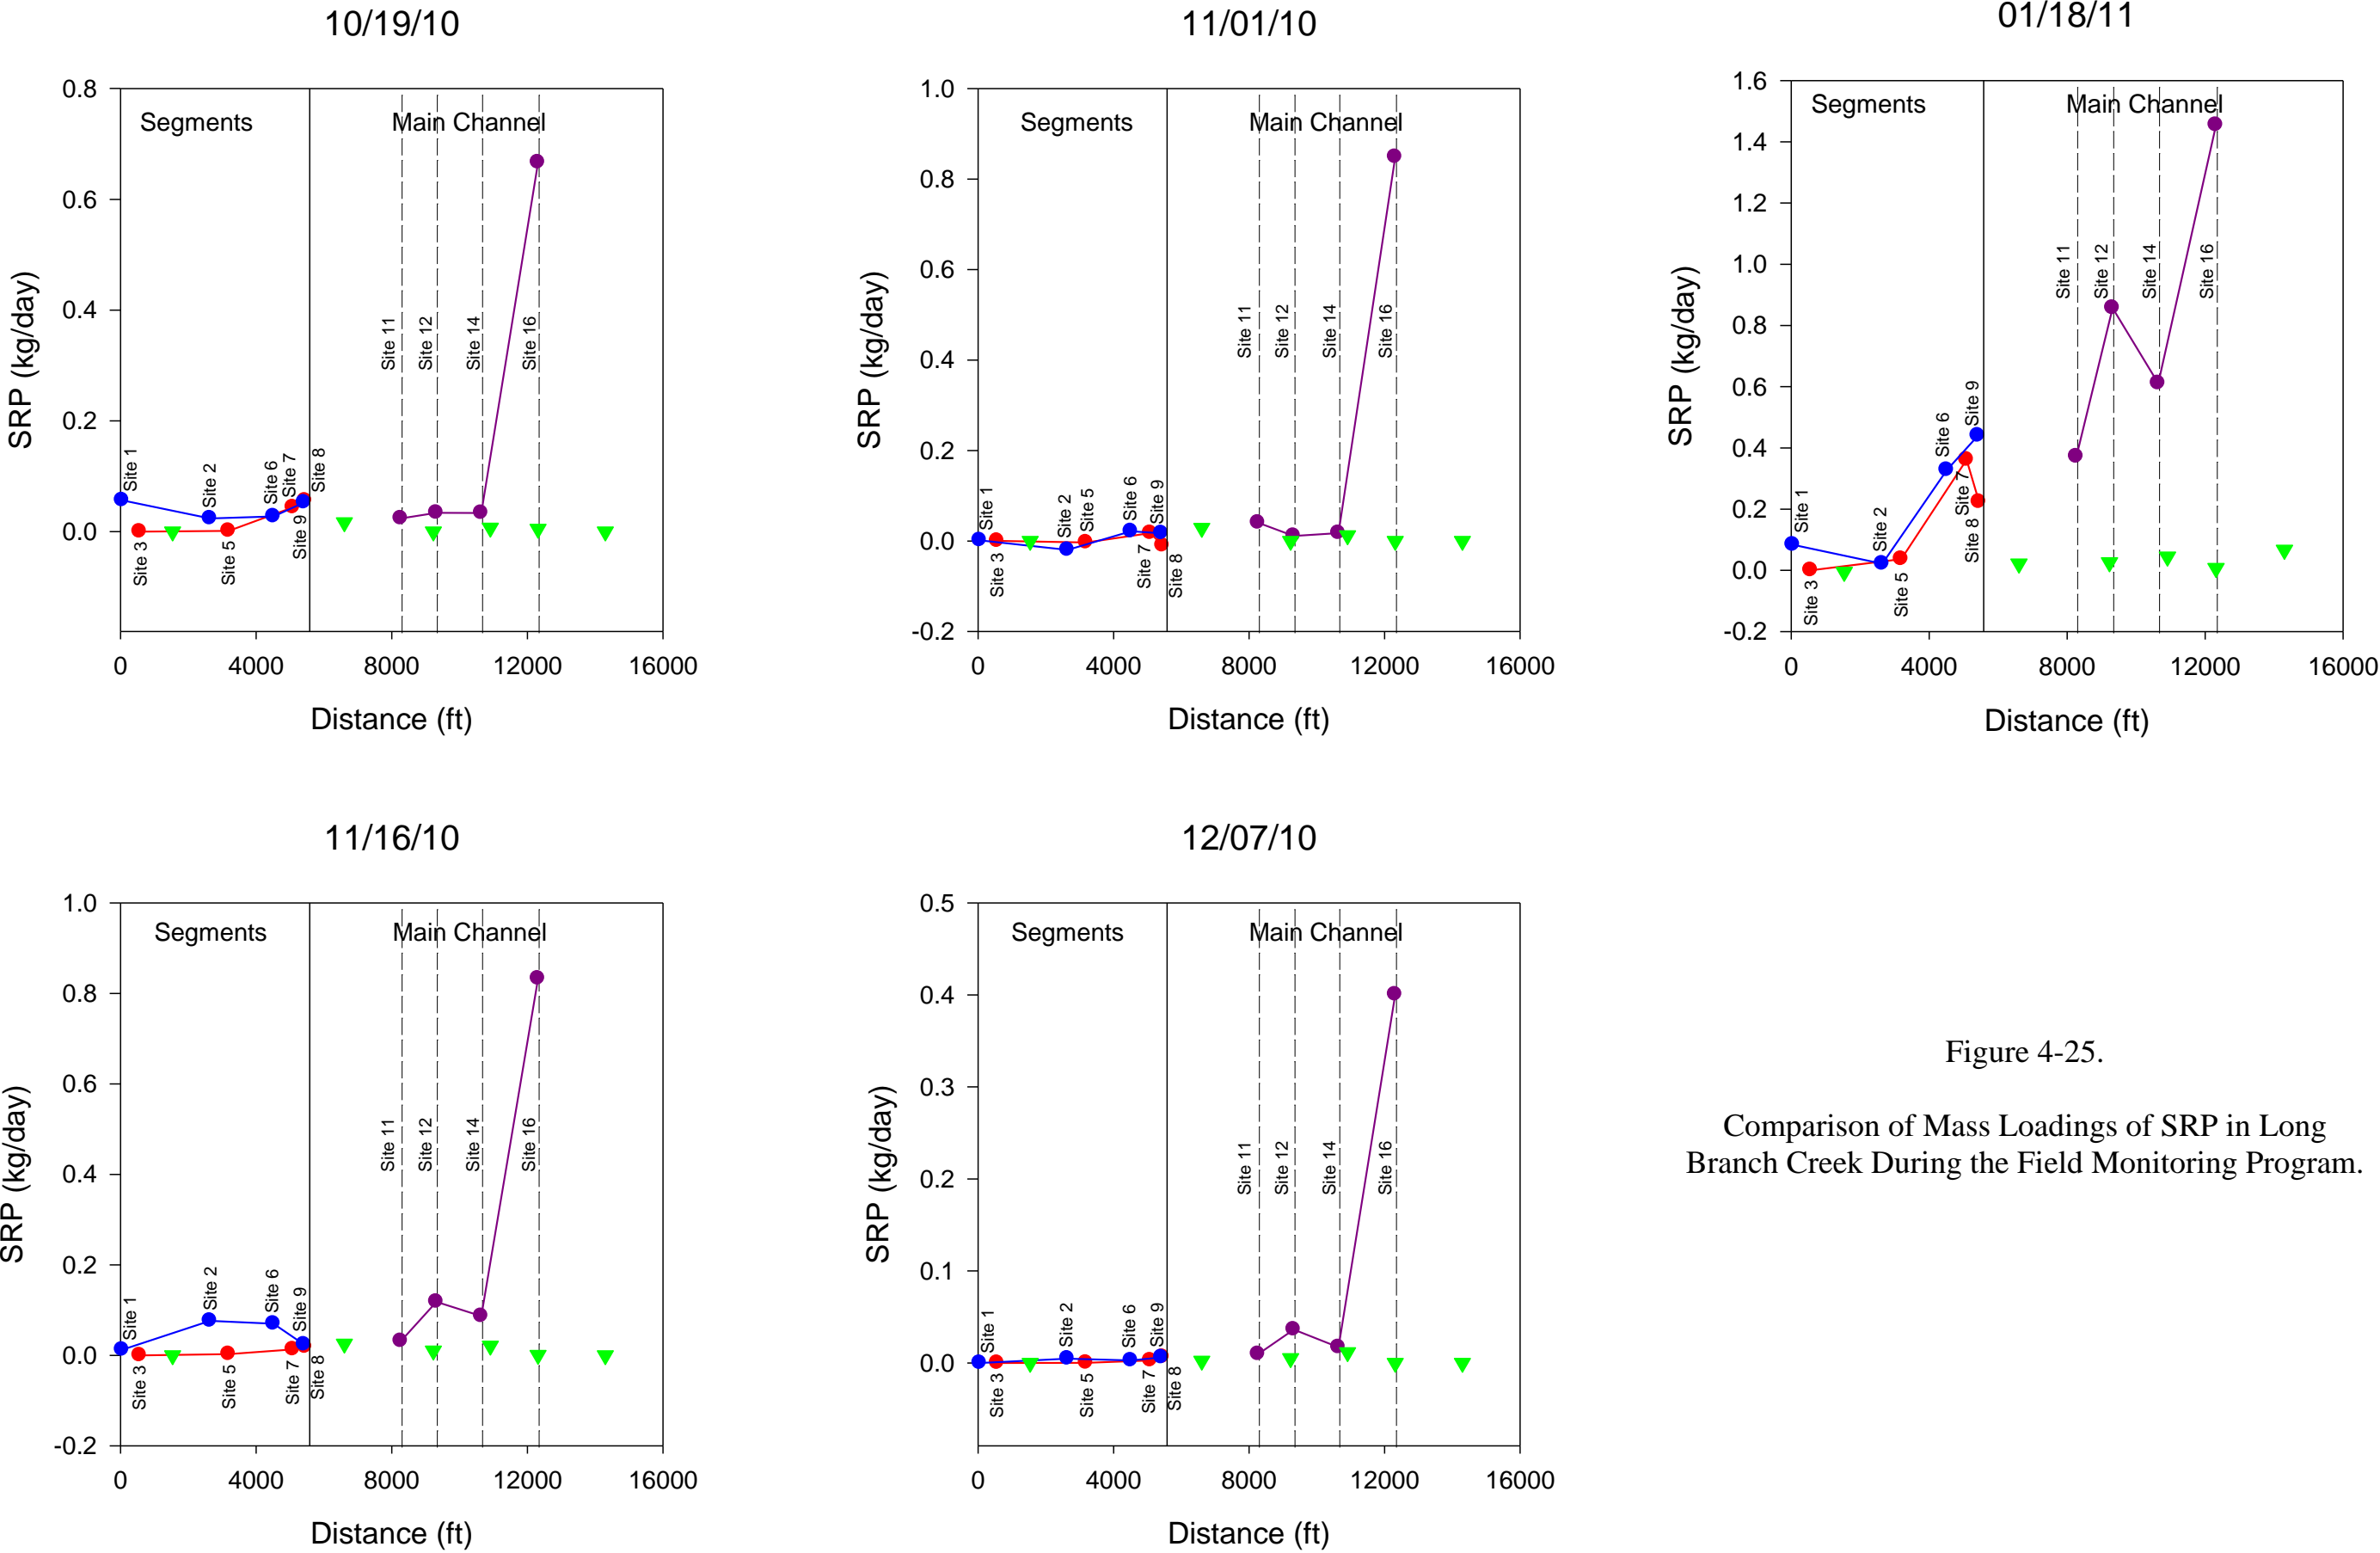 10/19/10
SRP (kg/day)
0.8
0.6
0.4
0.2
0.0
Segments
Main Channel
Site 1
Site 2
Site 3
Site 5
Site 6
Site 7
Site 8
Site 9
Site 11
Site 12
Site 14
Site 16
0
4000
8000
12000
16000
Distance (ft)
11/01/10
SRP (kg/day)
1.0
0.8
0.6
0.4
0.2
0.0
-0.2
Segments
Main Channel
Site 1
Site 2
Site 3
Site 5
Site 6
Site 7
Site 8
Site 9
Site 11
Site 12
Site 14
Site 16
0
4000
8000
12000
16000
Distance (ft)
01/18/11
SRP (kg/day)
1.6
1.4
1.2
1.0
0.8
0.6
0.4
0.2
0.0
-0.2
Segments
Main Channel
Site 1
Site 2
Site 3
Site 5
Site 6
Site 7
Site 8
Site 9
Site 11
Site 12
Site 14
Site 16
0
4000
8000
12000
16000
Distance (ft)
11/16/10
SRP (kg/day)
1.0
0.8
0.6
0.4
0.2
0.0
-0.2
Segments
Main Channel
Site 1
Site 2
Site 3
Site 5
Site 6
Site 7
Site 8
Site 9
Site 11
Site 12
Site 14
Site 16
0
4000
8000
12000
16000
Distance (ft)
12/07/10
SRP (kg/day)
0.5
0.4
0.3
0.2
0.1
0.0
Segments
Main Channel
Site 1
Site 2
Site 3
Site 5
Site 6
Site 7
Site 8
Site 9
Site 11
Site 12
Site 14
Site 16
0
4000
8000
12000
16000
Distance (ft)
Figure 4-25.
Comparison of Mass Loadings of SRP in Long
Branch Creek During the Field Monitoring Program.